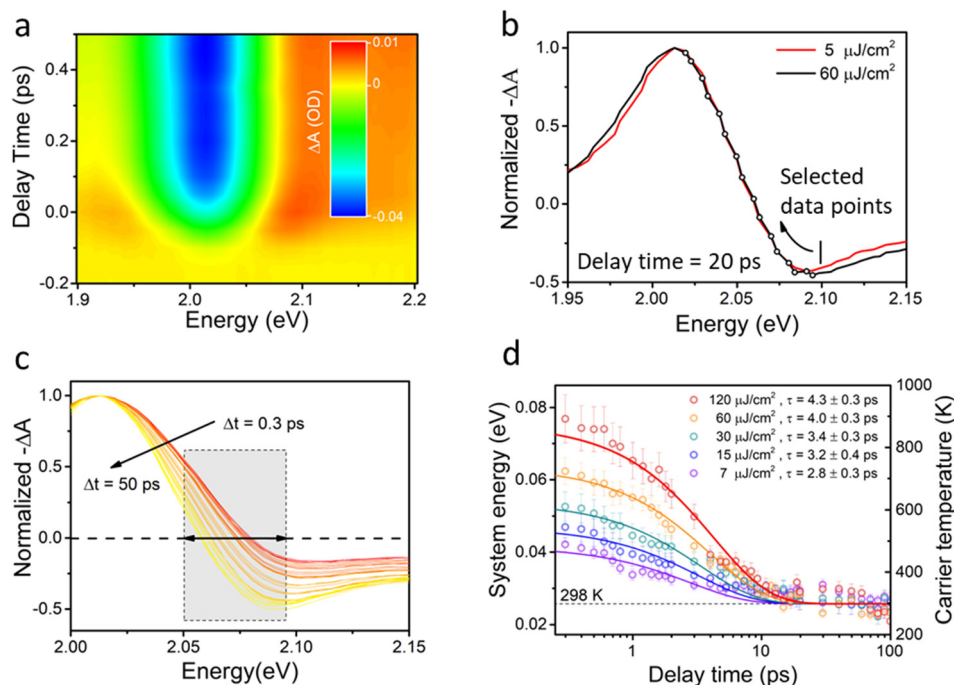 a
Delay Time (ps)
0.4
0.2
0.0
-0.2
1.9
2.0
2.1
2.2
Energy (eV)
ΔA (OD)
0.01
0
-0.04
b
Normalized -ΔA
1.0
0.5
0.0
-0.5
1.95
2.00
2.05
2.10
2.15
Energy (eV)
5 μJ/cm²
60 μJ/cm²
Selected
data points
Delay time = 20 ps
c
Normalized -ΔA
1.0
0.5
0.0
-0.5
2.00
2.05
2.10
2.15
Energy(eV)
Δt = 0.3 ps
Δt = 50 ps
d
System energy (eV)
0.08
0.06
0.04
0.02
0.1
1
10
100
Delay time (ps)
Carrier temperature (K)
1000
800
600
400
200
120 μJ/cm² , τ = 4.3 ± 0.3 ps
60 μJ/cm² , τ = 4.0 ± 0.3 ps
30 μJ/cm² , τ = 3.4 ± 0.3 ps
15 μJ/cm² , τ = 3.2 ± 0.4 ps
7 μJ/cm² , τ = 2.8 ± 0.3 ps
298 K